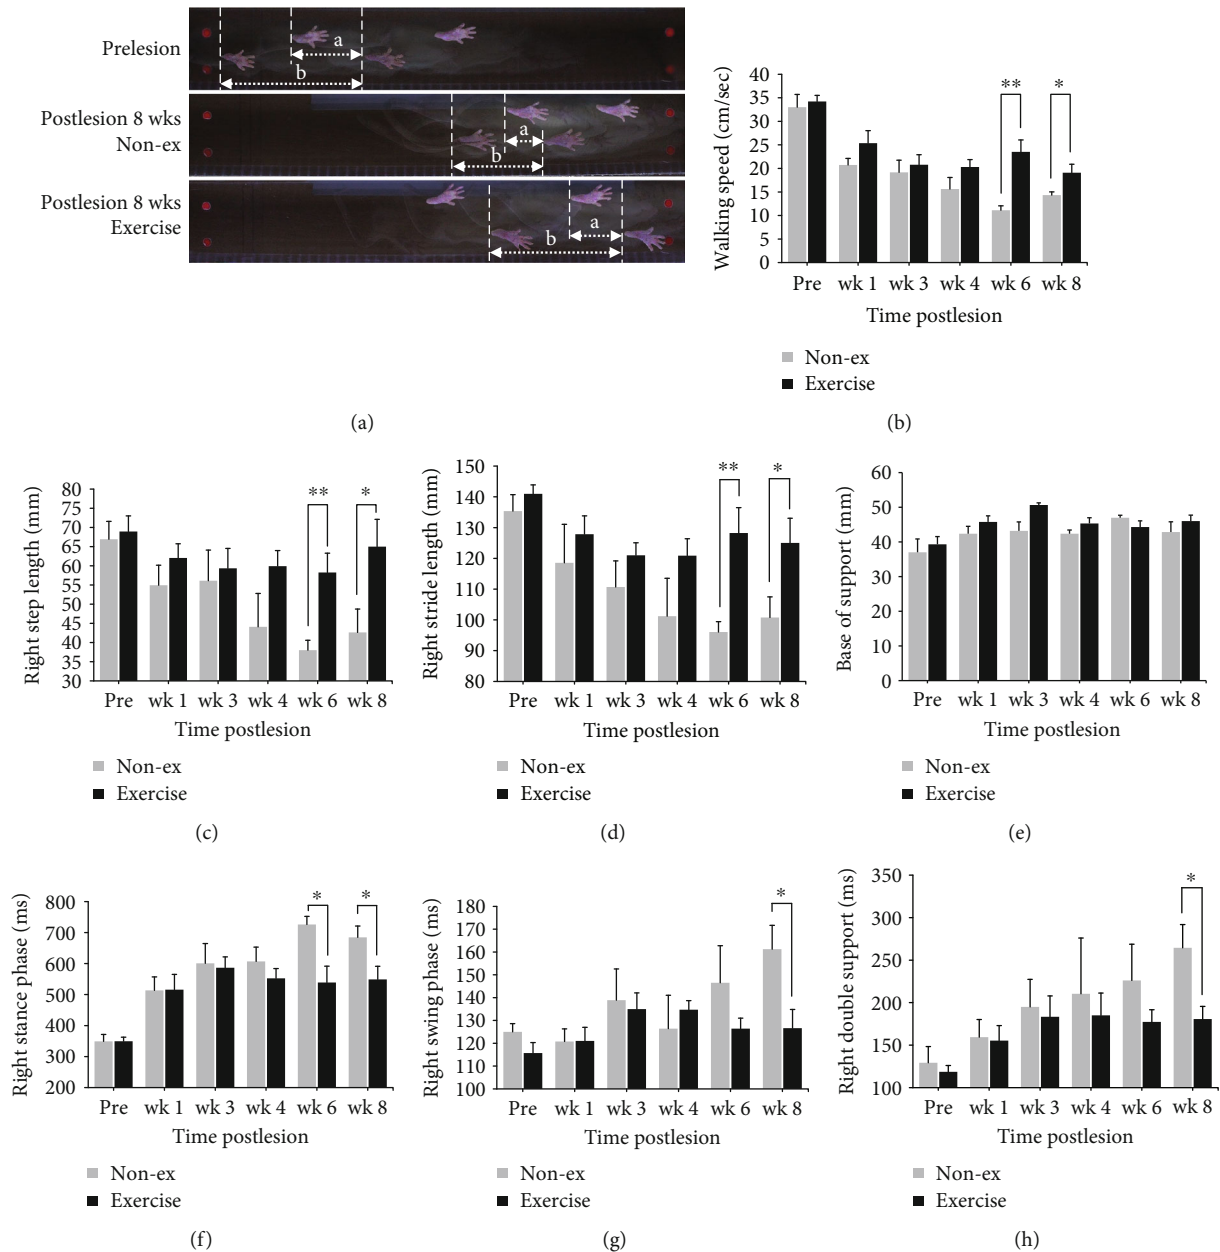 Prelesion
a
b
Postlesion 8 wks
Non-ex
a
b
Postlesion 8 wks
Exercise
a
b
(a)
Walking speed (cm/sec)
40
35
30
25
20
15
10
5
0
**
*
Pre wk 1 wk 3 wk 4 wk 6 wk 8
Time postlesion
Non-ex
Exercise
(b)
Right step length (mm)
80
75
70
65
60
55
50
45
40
35
30
**
*
Pre wk 1 wk 3 wk 4 wk 6 wk 8
Time postlesion
Non-ex
Exercise
(c)
Right stride length (mm)
150
140
130
120
110
100
90
80
**
*
Pre wk 1 wk 3 wk 4 wk 6 wk 8
Time postlesion
Non-ex
Exercise
(d)
Base of support (mm)
60
50
40
30
20
10
0
Pre wk 1 wk 3 wk 4 wk 6 wk 8
Time postlesion
Non-ex
Exercise
(e)
Right stance phase (ms)
800
700
600
500
400
300
200
*
*
Pre wk 1 wk 3 wk 4 wk 6 wk 8
Time postlesion
Non-ex
Exercise
(f)
Right swing phase (ms)
180
170
160
150
140
130
120
110
100
*
Pre wk 1 wk 3 wk 4 wk 6 wk 8
Time postlesion
Non-ex
Exercise
(g)
Right double support (ms)
350
300
250
200
150
100
*
Pre wk 1 wk 3 wk 4 wk 6 wk 8
Time postlesion
Non-ex
Exercise
(h)